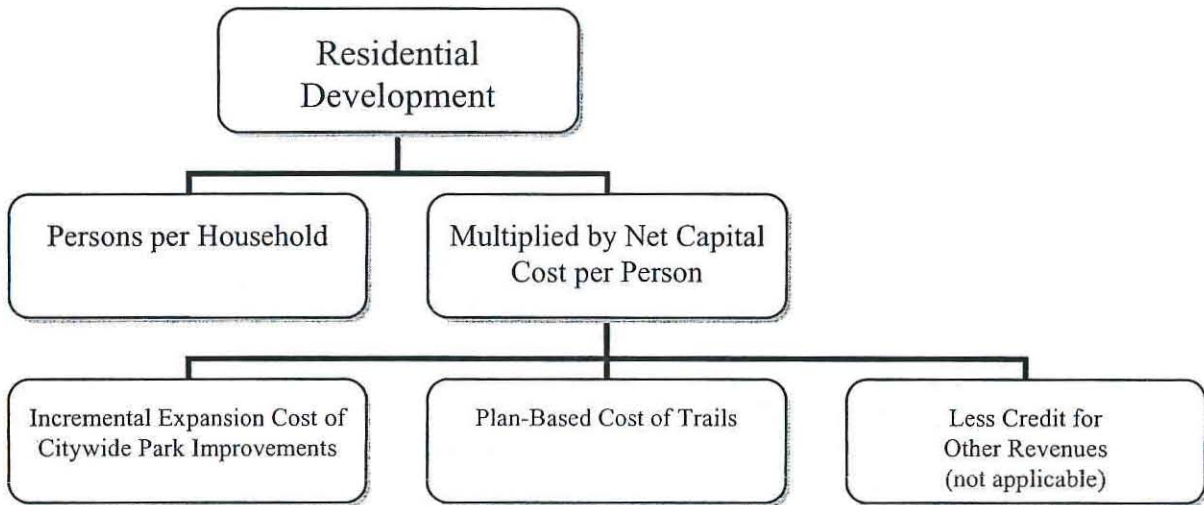 Residential
Development
Persons per Household
Multiplied by Net Capital
Cost per Person
Incremental Expansion Cost of
Citywide Park Improvements
Plan-Based Cost of Trails
Less Credit for
Other Revenues
(not applicable)